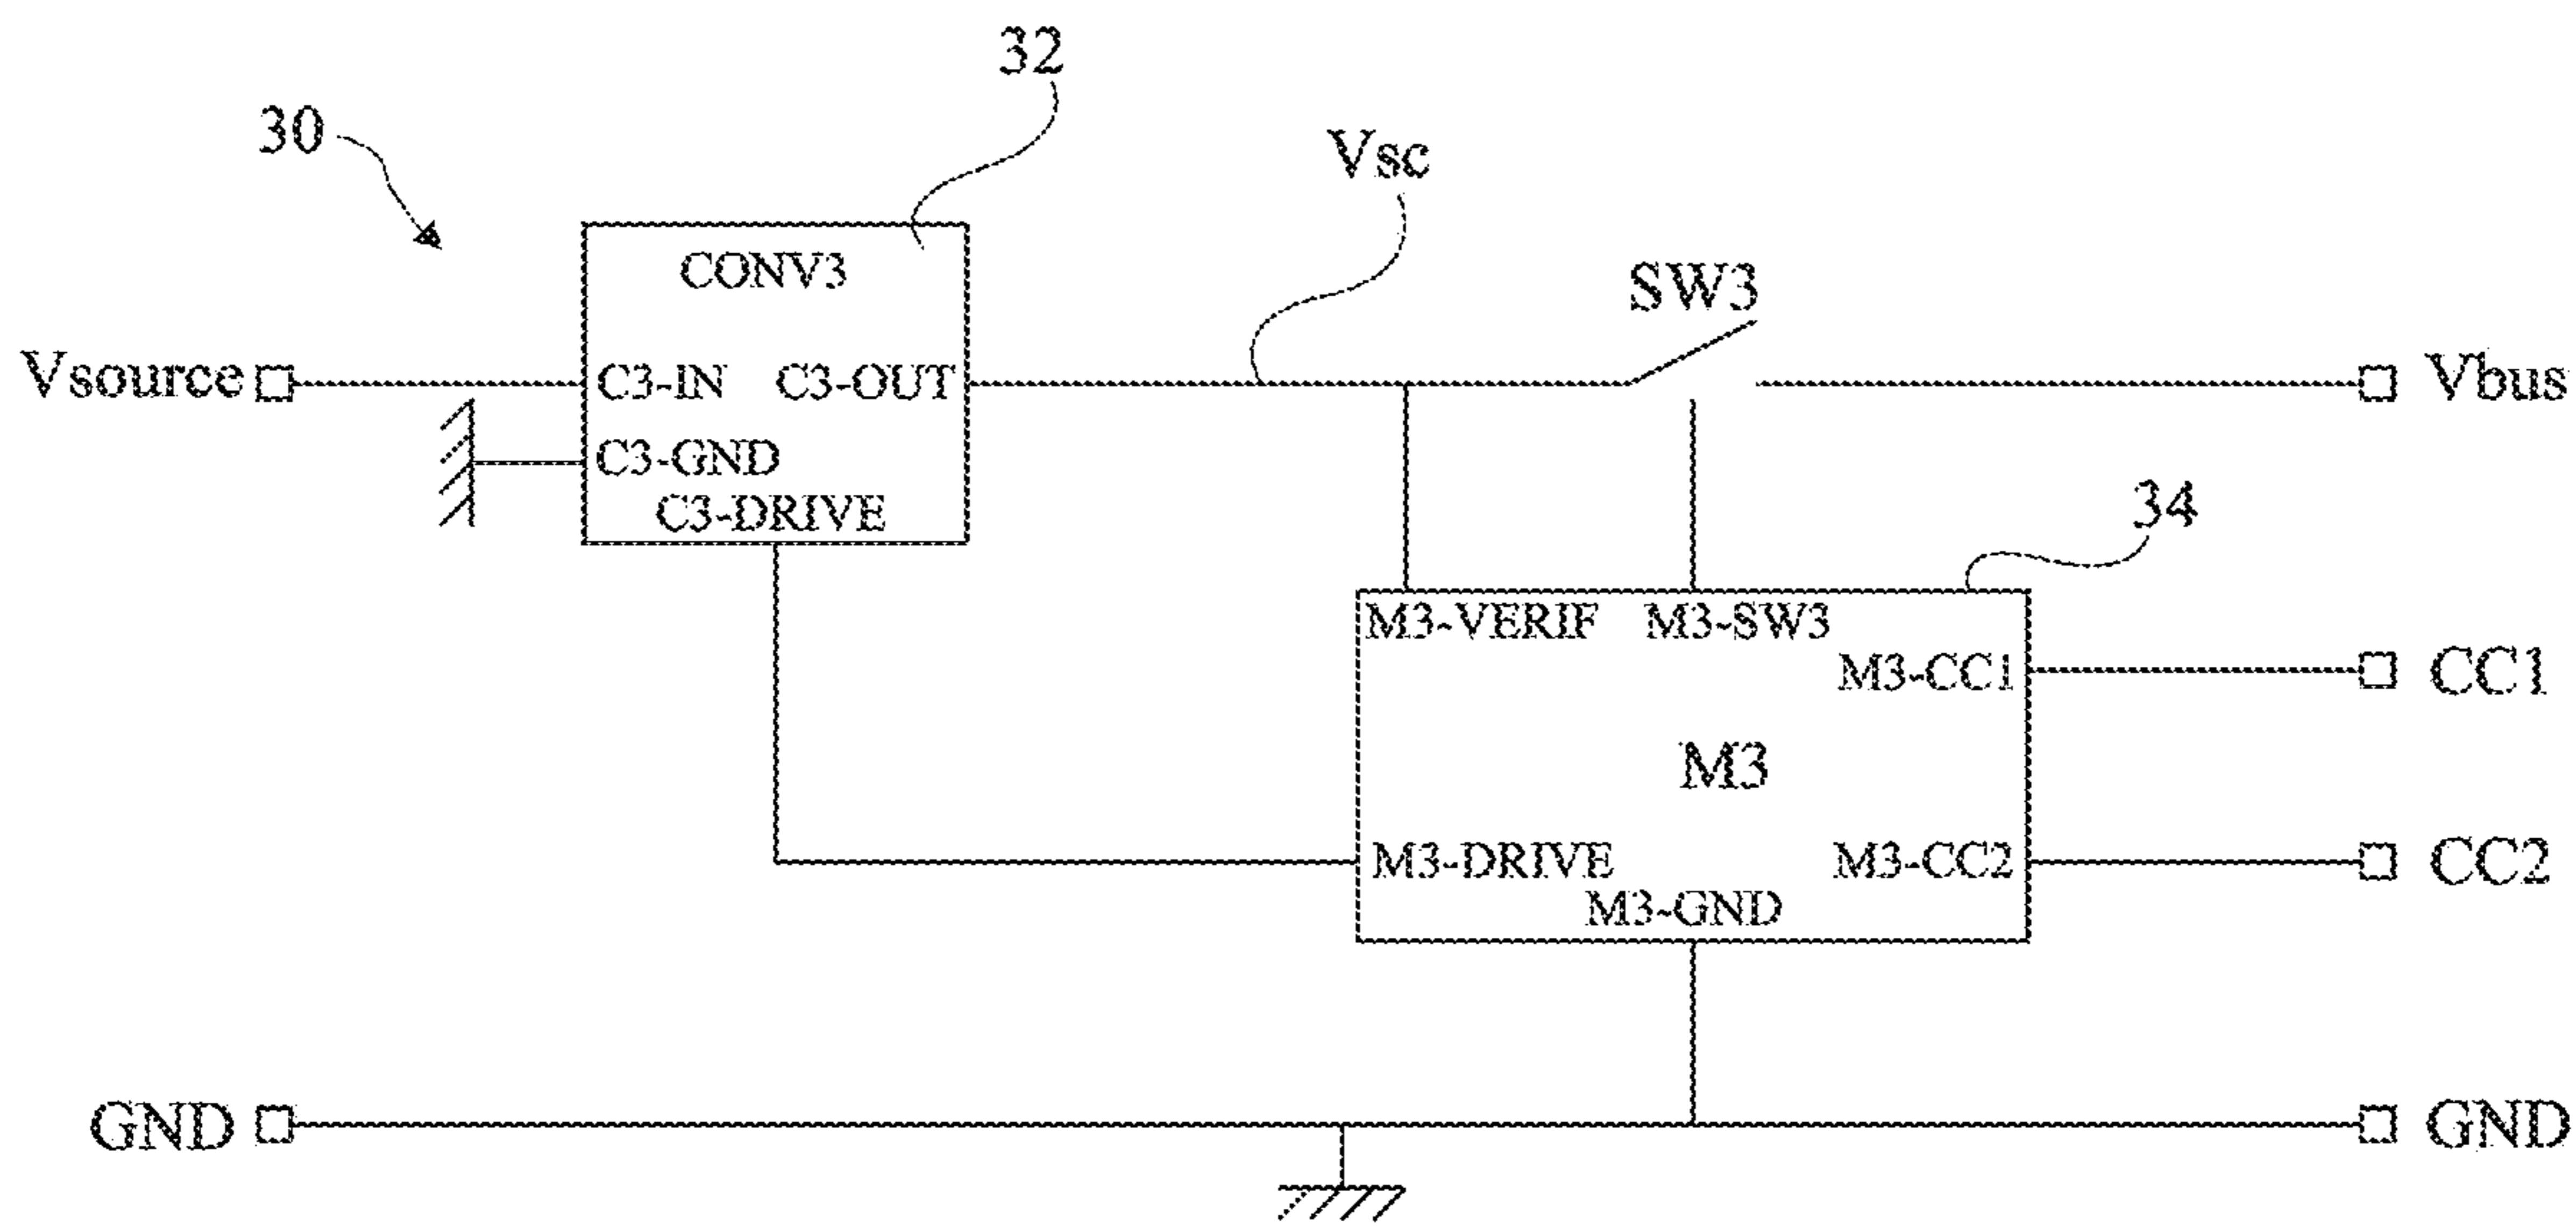 32
30
Vsc
CONV3
SW3
Vsource
C3-IN C3-OUT
Vbus
C3-GND
C3-DRIVE
34
M3-VERIF M3-SW3
M3-CC1
CC1
M3
M3-DRIVE M3-CC2
CC2
M3-GND
GND
GND